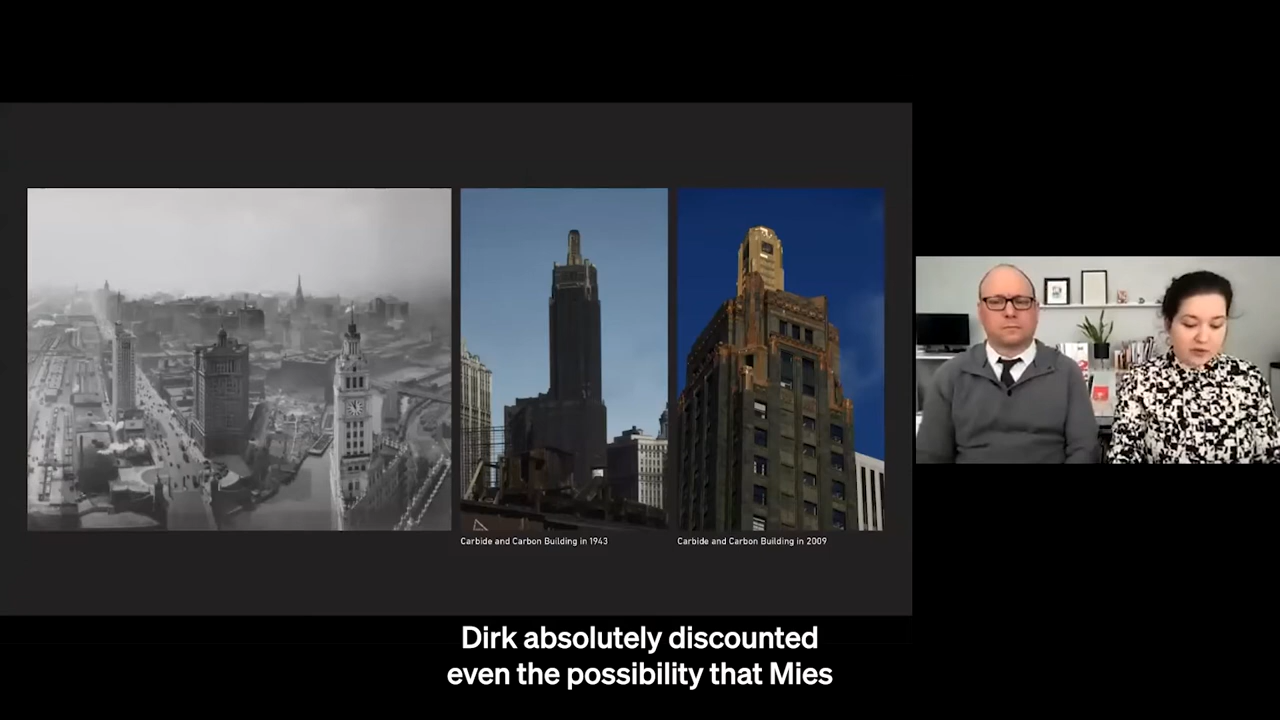 Carbide and Carbon Building in 1943
Carbide and Carbon Building in 2009
Dirk absolutely discounted
even the possibility that Mies